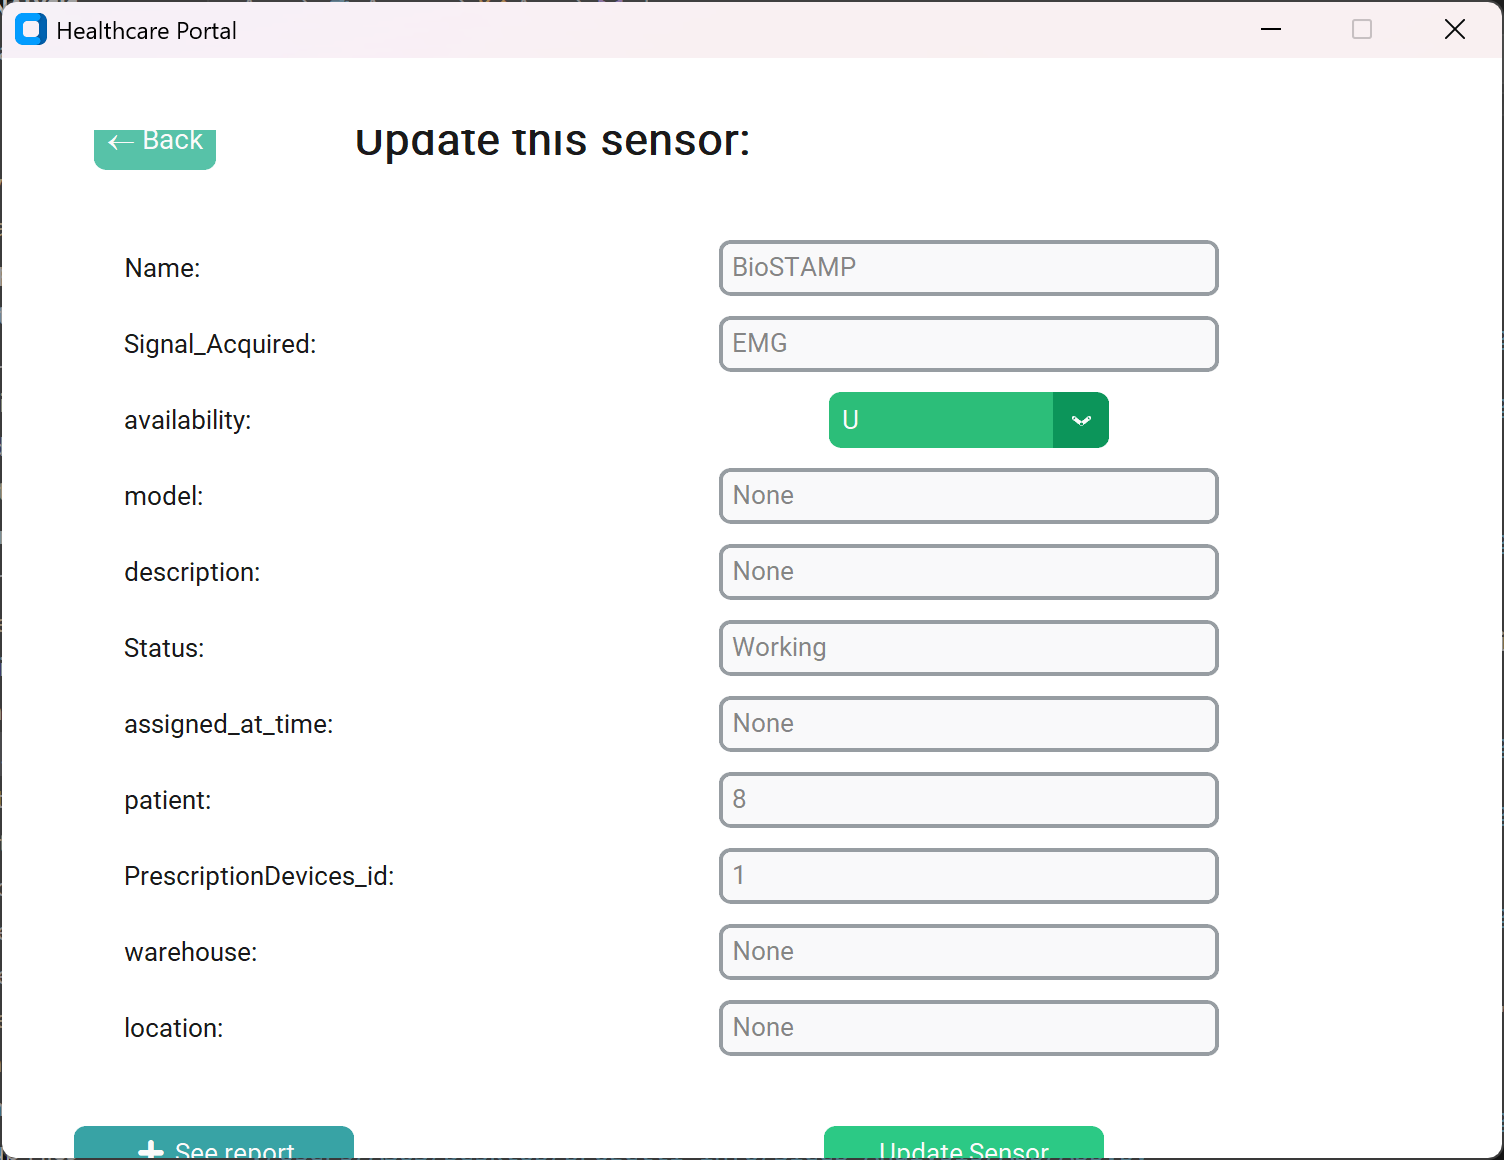 Healthcare Portal
← Back
Update this sensor:
Name: BioSTAMP
Signal_Acquired: EMG
availability: U
model: None
description: None
Status: Working
assigned_at_time: None
patient: 8
PrescriptionDevices_id: 1
warehouse: None
location: None
+ See report
Update Sensor